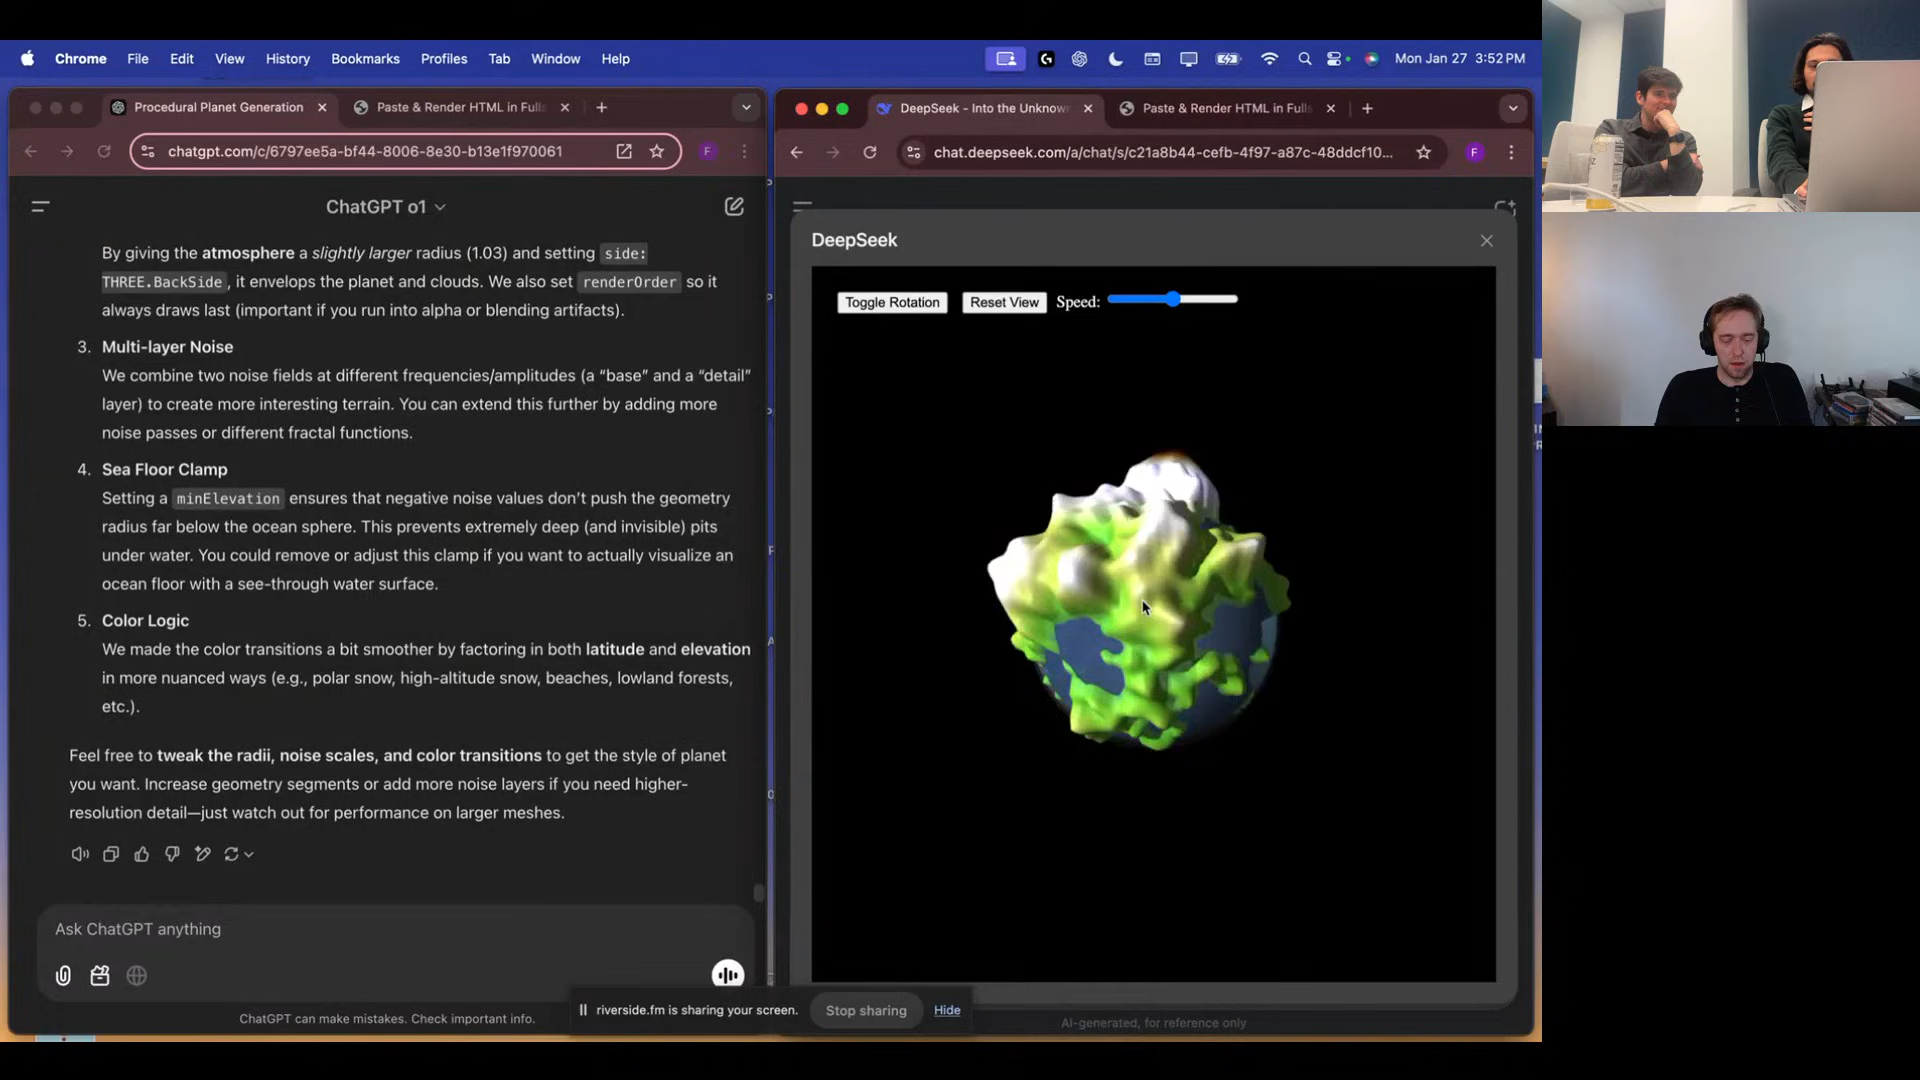 Chrome File Edit View History Bookmarks Profiles Tab Window Help
Mon Jan 27 3:52 PM
Procedural Planet Generation
Paste & Render HTML in Fulls
chatgpt.com/c/6797ee5a-bf44-8006-8e30-b13e1f970061
F
ChatGPT o1
By giving the atmosphere a slightly larger radius (1.03) and setting side:
THREE.BackSide , it envelops the planet and clouds. We also set renderOrder so it
always draws last (important if you run into alpha or blending artifacts).
3. Multi-layer Noise
We combine two noise fields at different frequencies/amplitudes (a “base” and a “detail”
layer) to create more interesting terrain. You can extend this further by adding more
noise passes or different fractal functions.
4. Sea Floor Clamp
Setting a minElevation ensures that negative noise values don’t push the geometry
radius far below the ocean sphere. This prevents extremely deep (and invisible) pits
under water. You could remove or adjust this clamp if you want to actually visualize an
ocean floor with a see-through water surface.
5. Color Logic
We made the color transitions a bit smoother by factoring in both latitude and elevation
in more nuanced ways (e.g., polar snow, high-altitude snow, beaches, lowland forests,
etc.).
Feel free to tweak the radii, noise scales, and color transitions to get the style of planet
you want. Increase geometry segments or add more noise layers if you need higher-
resolution detail—just watch out for performance on larger meshes.
Ask ChatGPT anything
ChatGPT can make mistakes. Check important info.
riverside.fm is sharing your screen. Stop sharing Hide
DeepSeek - Into the Unknown
Paste & Render HTML in Fulls
chat.deepseek.com/a/chat/s/c21a8b44-cefb-4f97-a87c-48ddcf10...
F
DeepSeek
Toggle Rotation Reset View Speed:
AI-generated, for reference only